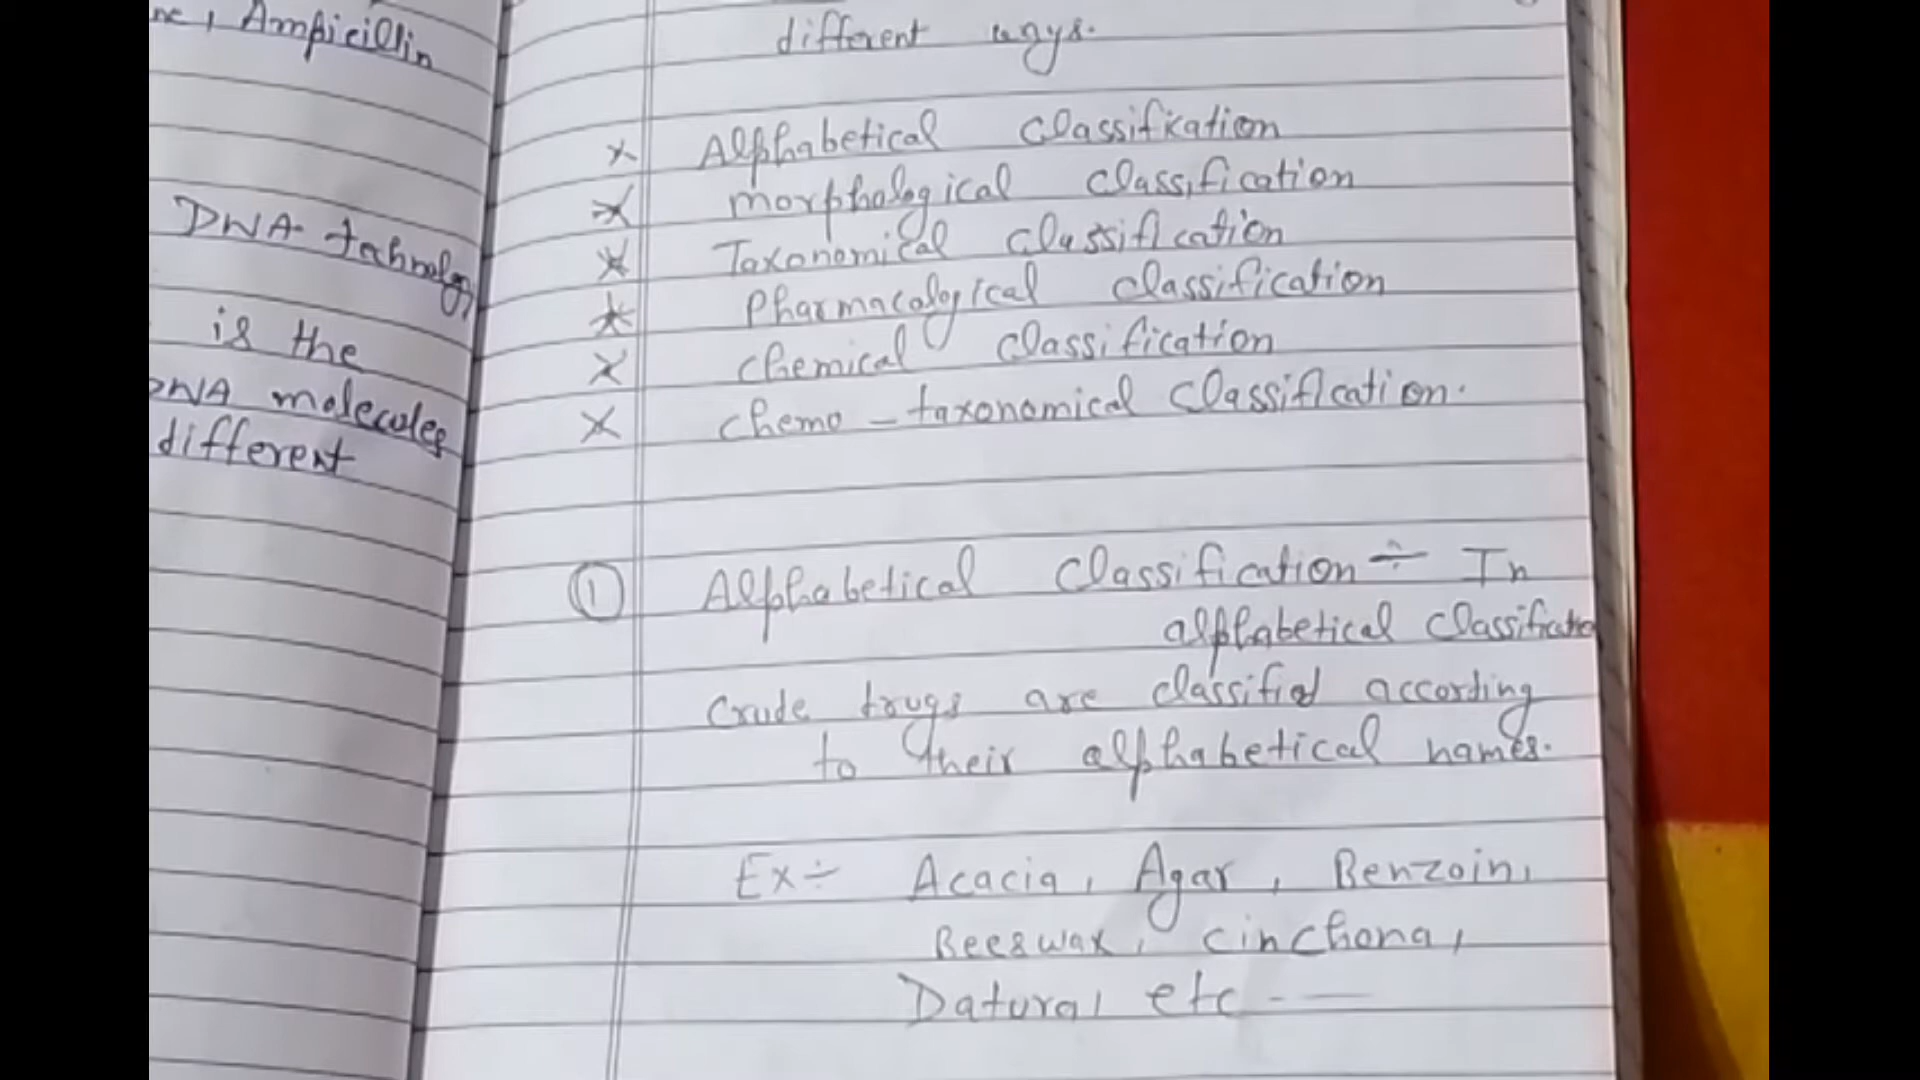 Ampicillin
DNA technology
is the
DNA molecules
different
different ways.
Alphabetical classification
morphological classification
Taxonomical classification
Pharmacological classification
chemical classification
chemo - taxonomical classification.
1 Alphabetical classification ÷ In
alphabetical classification
crude drugs are classified according
to their alphabetical names.
Ex ÷ Acacia, Agar, Benzoin,
Beeswax, cinchona,
Datura, etc - —